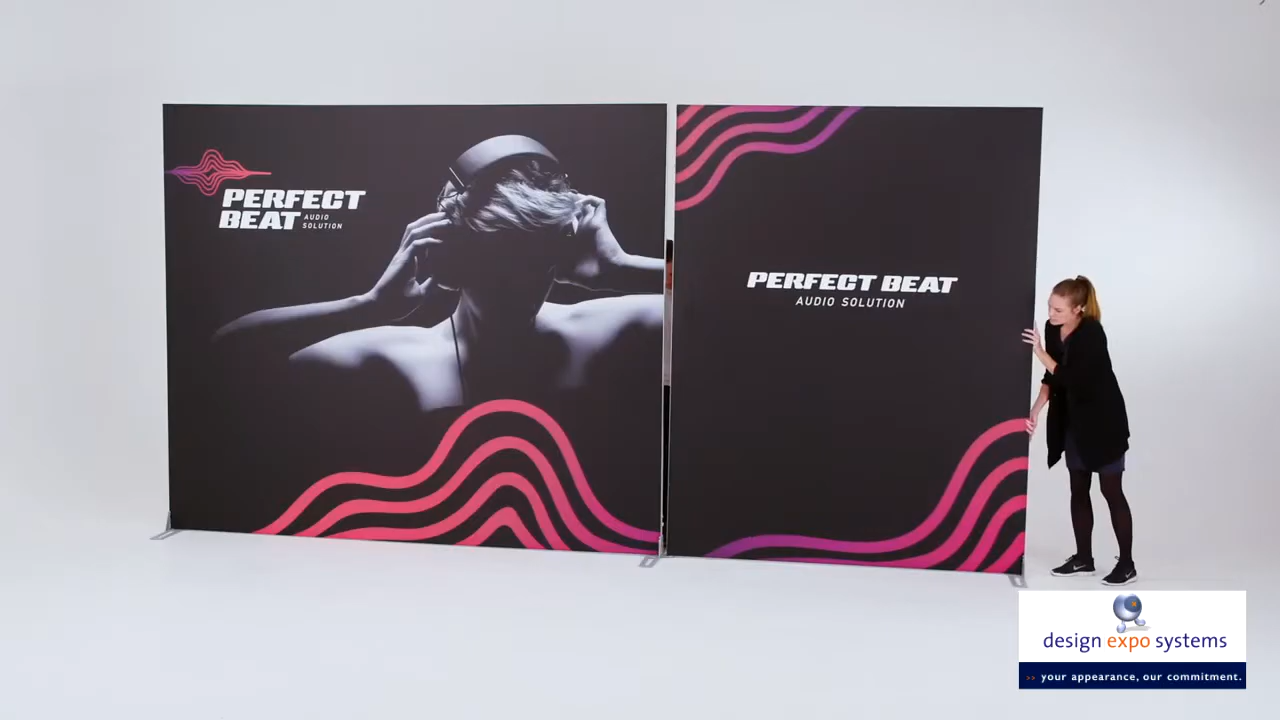 PERFECT
BEAT AUDIO
SOLUTION
PERFECT BEAT
AUDIO SOLUTION
design expo systems
>> your appearance, our commitment.